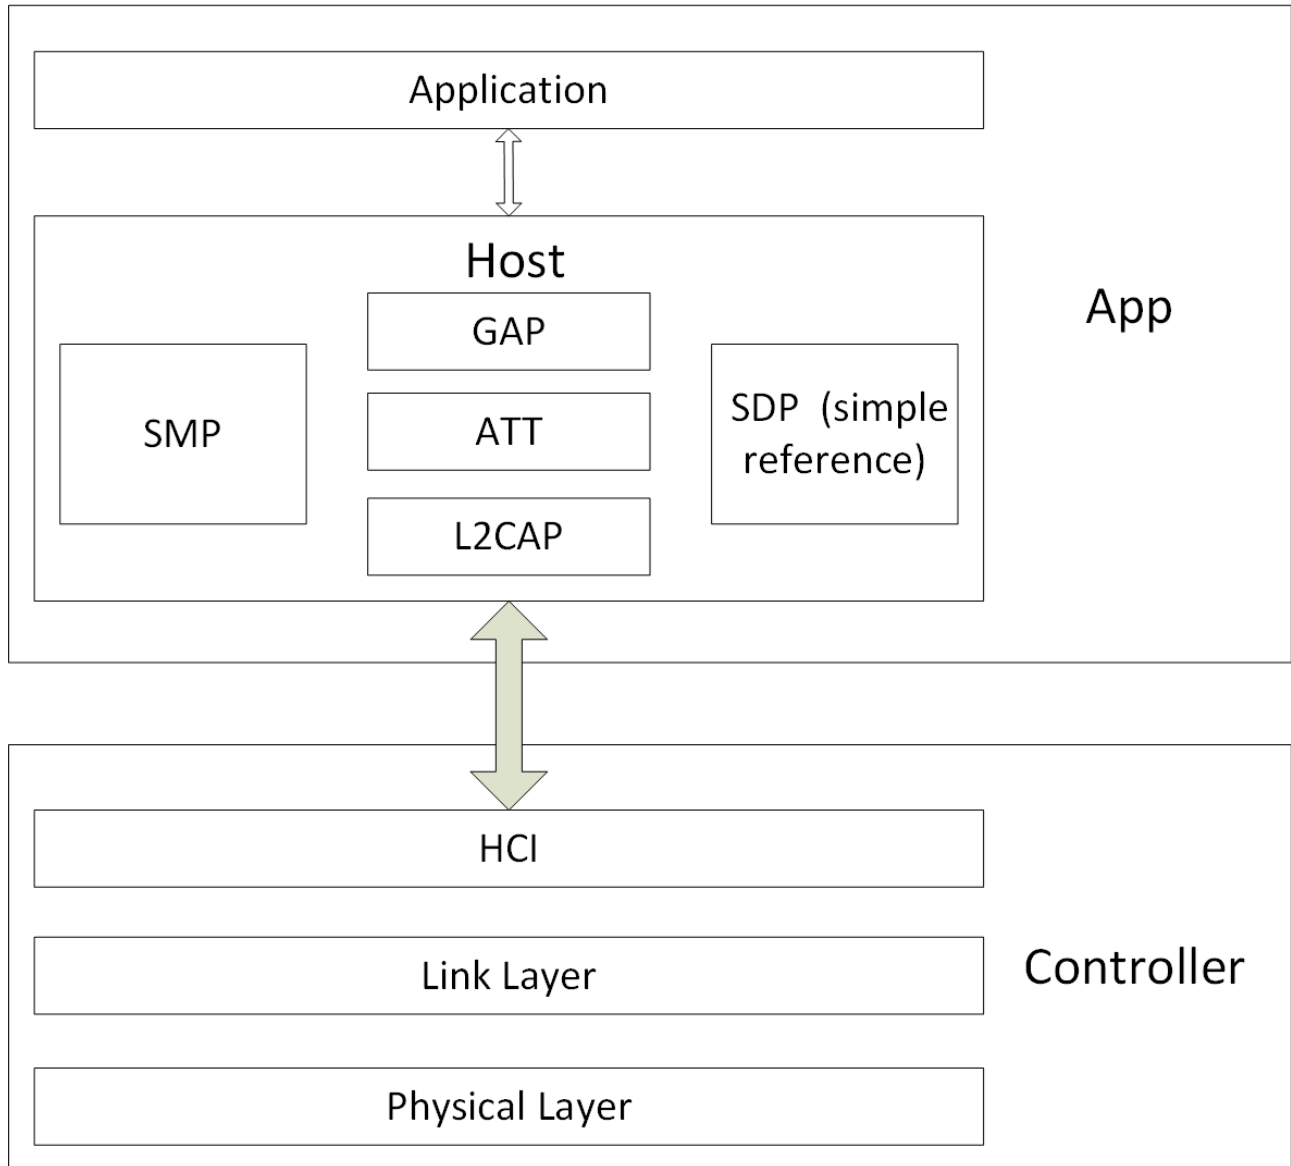 Application
Host
GAP
App
SMP
ATT
SDP (simple
reference)
L2CAP
HCI
Link Layer
Controller
Physical Layer